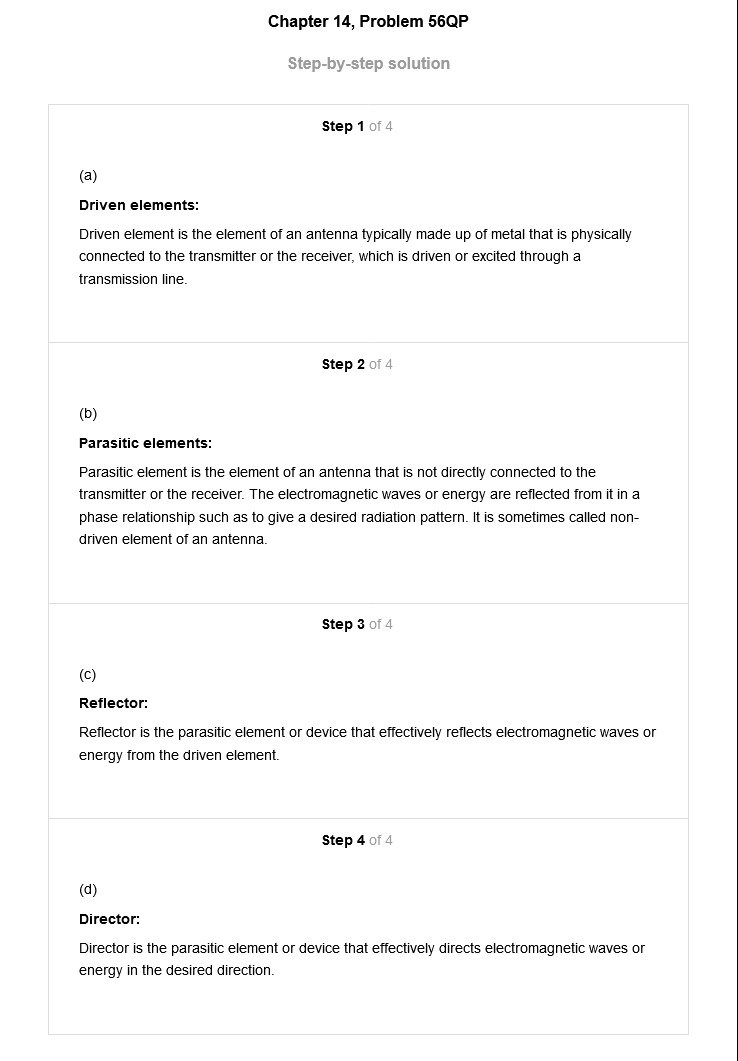 Chapter 14, Problem 56QP
Step-by-step solution
Step 1 of 4
(a)
Driven elements:
Driven element is the element of an antenna typically made up of metal that is physically
connected to the transmitter or the receiver, which is driven or excited through a
transmission line.
Step 2 of 4
(b)
Parasitic elements:
Parasitic element is the element of an antenna that is not directly connected to the
transmitter or the receiver. The electromagnetic waves or energy are reflected from it in a
phase relationship such as to give a desired radiation pattern. It is sometimes called non-
driven element of an antenna.
Step 3 of 4
(c)
Reflector:
Reflector is the parasitic element or device that effectively reflects electromagnetic waves or
energy from the driven element.
Step 4 of 4
(d)
Director:
Director is the parasitic element or device that effectively directs electromagnetic waves or
energy in the desired direction.